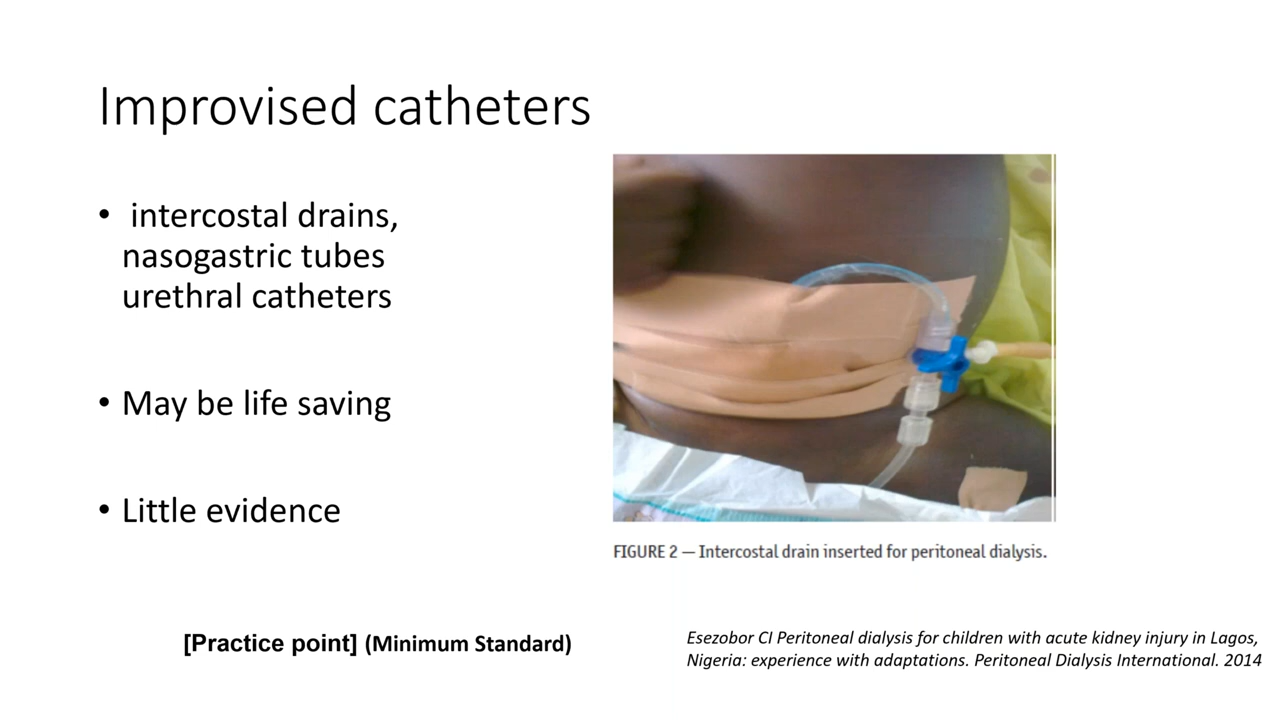 Improvised catheters
• intercostal drains,
nasogastric tubes
urethral catheters
• May be life saving
• Little evidence
FIGURE 2 — Intercostal drain inserted for peritoneal dialysis.
[Practice point] (Minimum Standard)
Esezobor CI Peritoneal dialysis for children with acute kidney injury in Lagos,
Nigeria: experience with adaptations. Peritoneal Dialysis International. 2014